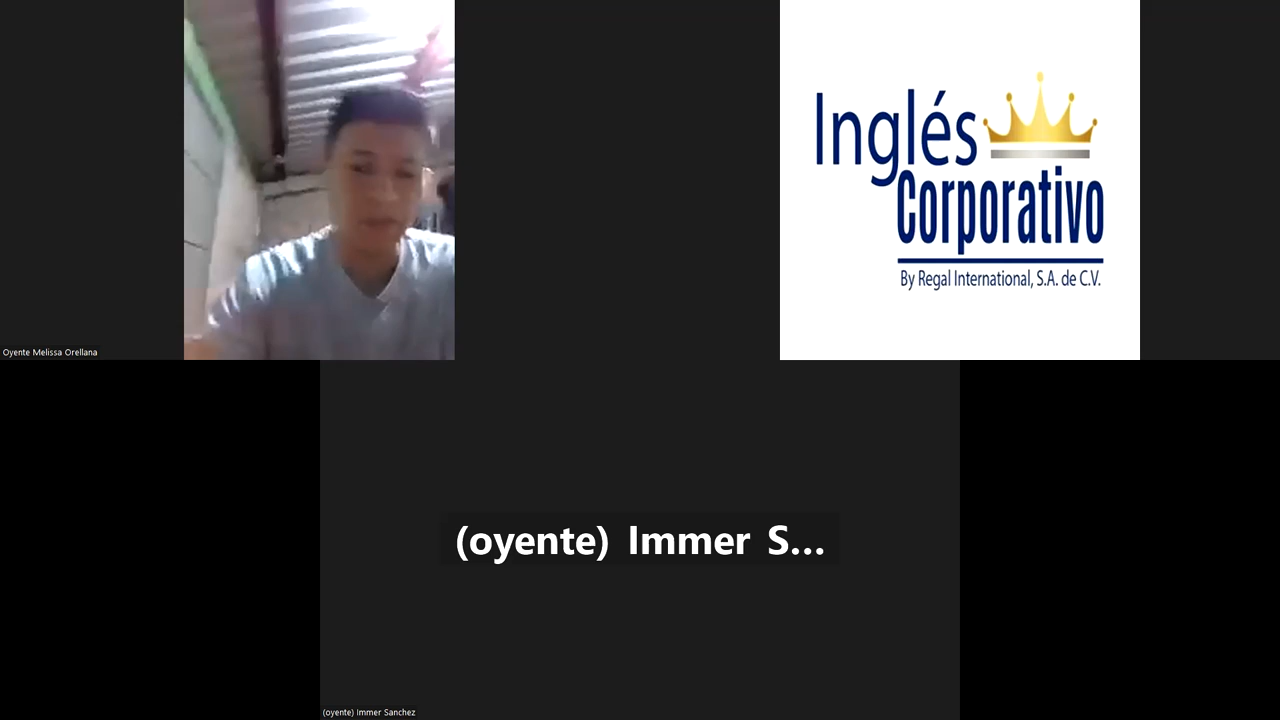 Inglés
Corporativo
By Regal International, S.A. de C.V.
Oyente Melissa Orellana
(oyente) Immer S...
(oyente) Immer Sanchez